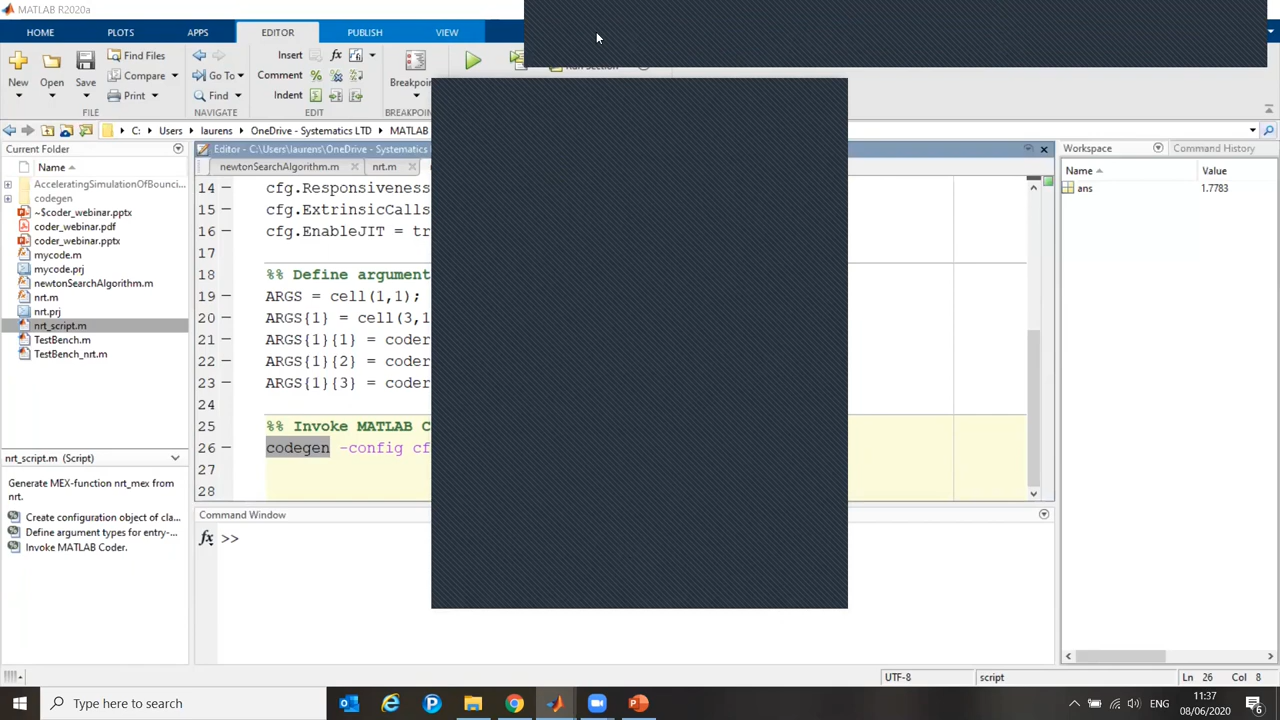 MATLAB R2020a
HOME PLOTS APPS EDITOR PUBLISH VIEW
New Open Save
Find Files
Compare
Print
FILE
Go To
Find
NAVIGATE
Insert fx
Comment
Indent
EDIT
Breakpoin
BREAKPOIN
C: Users laurens OneDrive - Systematics LTD MATLAB
Current Folder
Name
AcceleratingSimulationOfBounci...
codegen
~$coder_webinar.pptx
coder_webinar.pdf
coder_webinar.pptx
mycode.m
mycode.prj
newtonSearchAlgorithm.m
nrt.m
nrt.prj
nrt_script.m
TestBench.m
TestBench_nrt.m
nrt_script.m (Script)
Generate MEX-function nrt_mex from
nrt.
Create configuration object of cla...
Define argument types for entry-...
Invoke MATLAB Coder.
Editor - C:\Users\laurens\OneDrive - Systematics
newtonSearchAlgorithm.m nrt.m
14 cfg.Responsiveness
15 cfg.ExtrinsicCalls
16 cfg.EnableJIT = tr
17
18 %% Define argument
19 ARGS = cell(1,1);
20 ARGS{1} = cell(3,1
21 ARGS{1}{1} = coder
22 ARGS{1}{2} = coder
23 ARGS{1}{3} = coder
24
25 %% Invoke MATLAB C
26 codegen -config cf
27
28
Command Window
fx >>
Workspace Command History
Name Value
ans 1.7783
UTF-8 script Ln 26 Col 8
Type here to search
ENG
11:37
08/06/2020
6